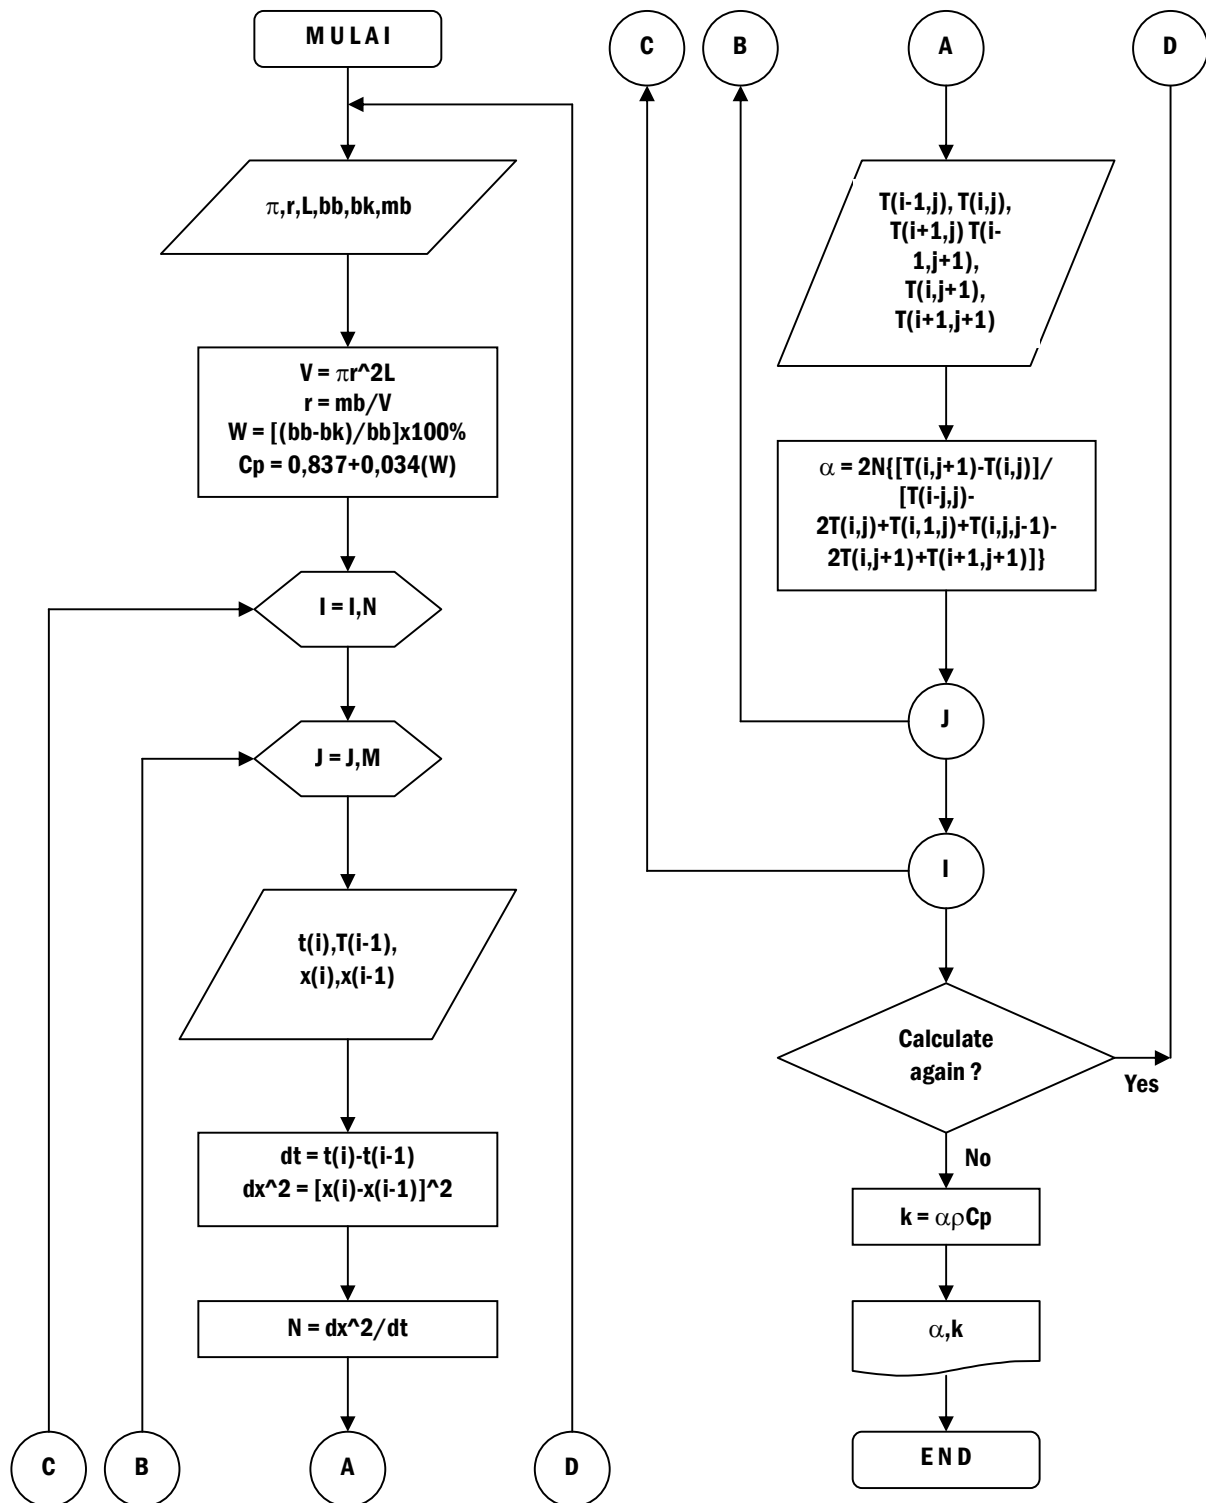 MULAI
π,r,L,bb,bk,mb
V = πr^2L
r = mb/V
W = [(bb-bk)/bb]x100%
Cp = 0,837+0,034(W)
I = I,N
J = J,M
t(i),T(i-1),
x(i),x(i-1)
dt = t(i)-t(i-1)
dx^2 = [x(i)-x(i-1)]^2
N = dx^2/dt
C
B
A
D
C
B
A
D
T(i-1,j), T(i,j),
T(i+1,j) T(i-
1,j+1),
T(i,j+1),
T(i+1,j+1)
α = 2N{[T(i,j+1)-T(i,j)]/
[T(i-j,j)-
2T(i,j)+T(i,1,j)+T(i,j,j-1)-
2T(i,j+1)+T(i+1,j+1)]}
J
I
Calculate
again ?
Yes
No
k = αρCp
α,k
END